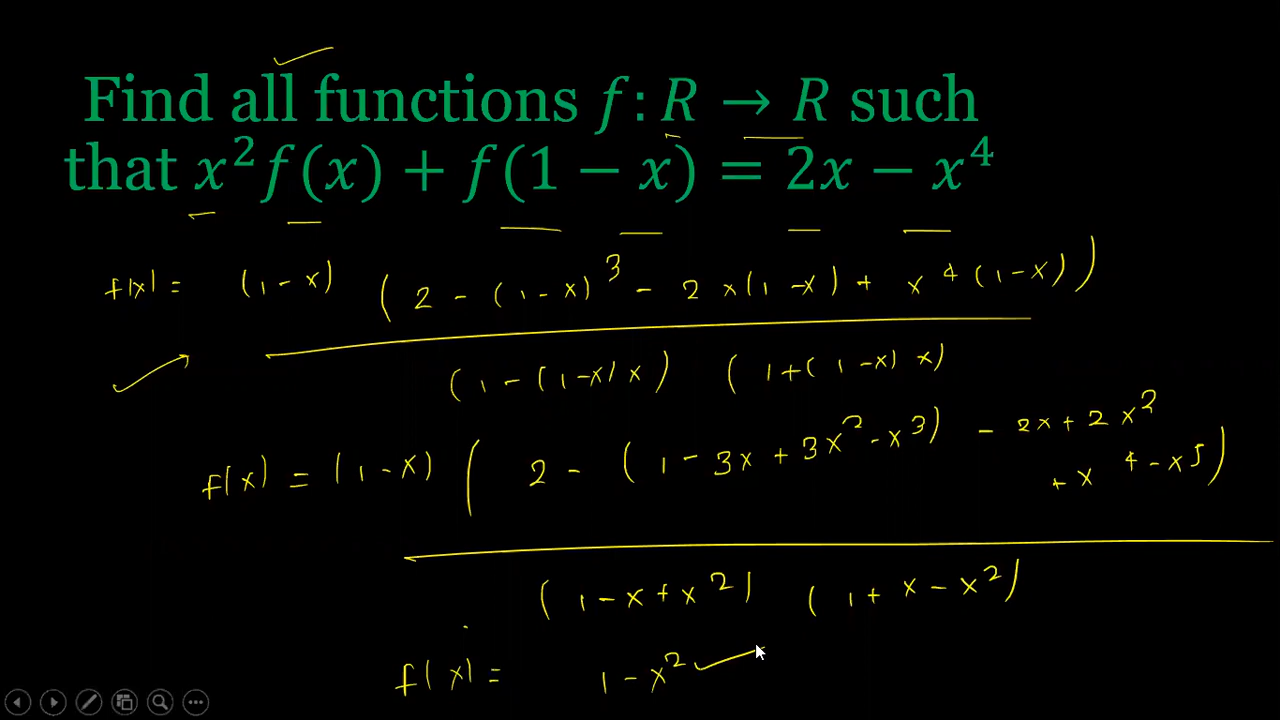 Find all functions f: R → R such
that x²f(x) + f(1 − x) = 2x − x⁴
f(x) = (1 - x) (2 - (1 - x)³ - 2x(1 - x) + x⁴(1 - x))
(1 - (1-x)x) (1 + (1-x)x)
f(x) = (1 - x) (2 - (1 - 3x + 3x² - x³) - 2x + 2x²
+ x⁴ - x⁵)
(1 - x + x²) (1 + x - x²)
f(x) = 1 - x²